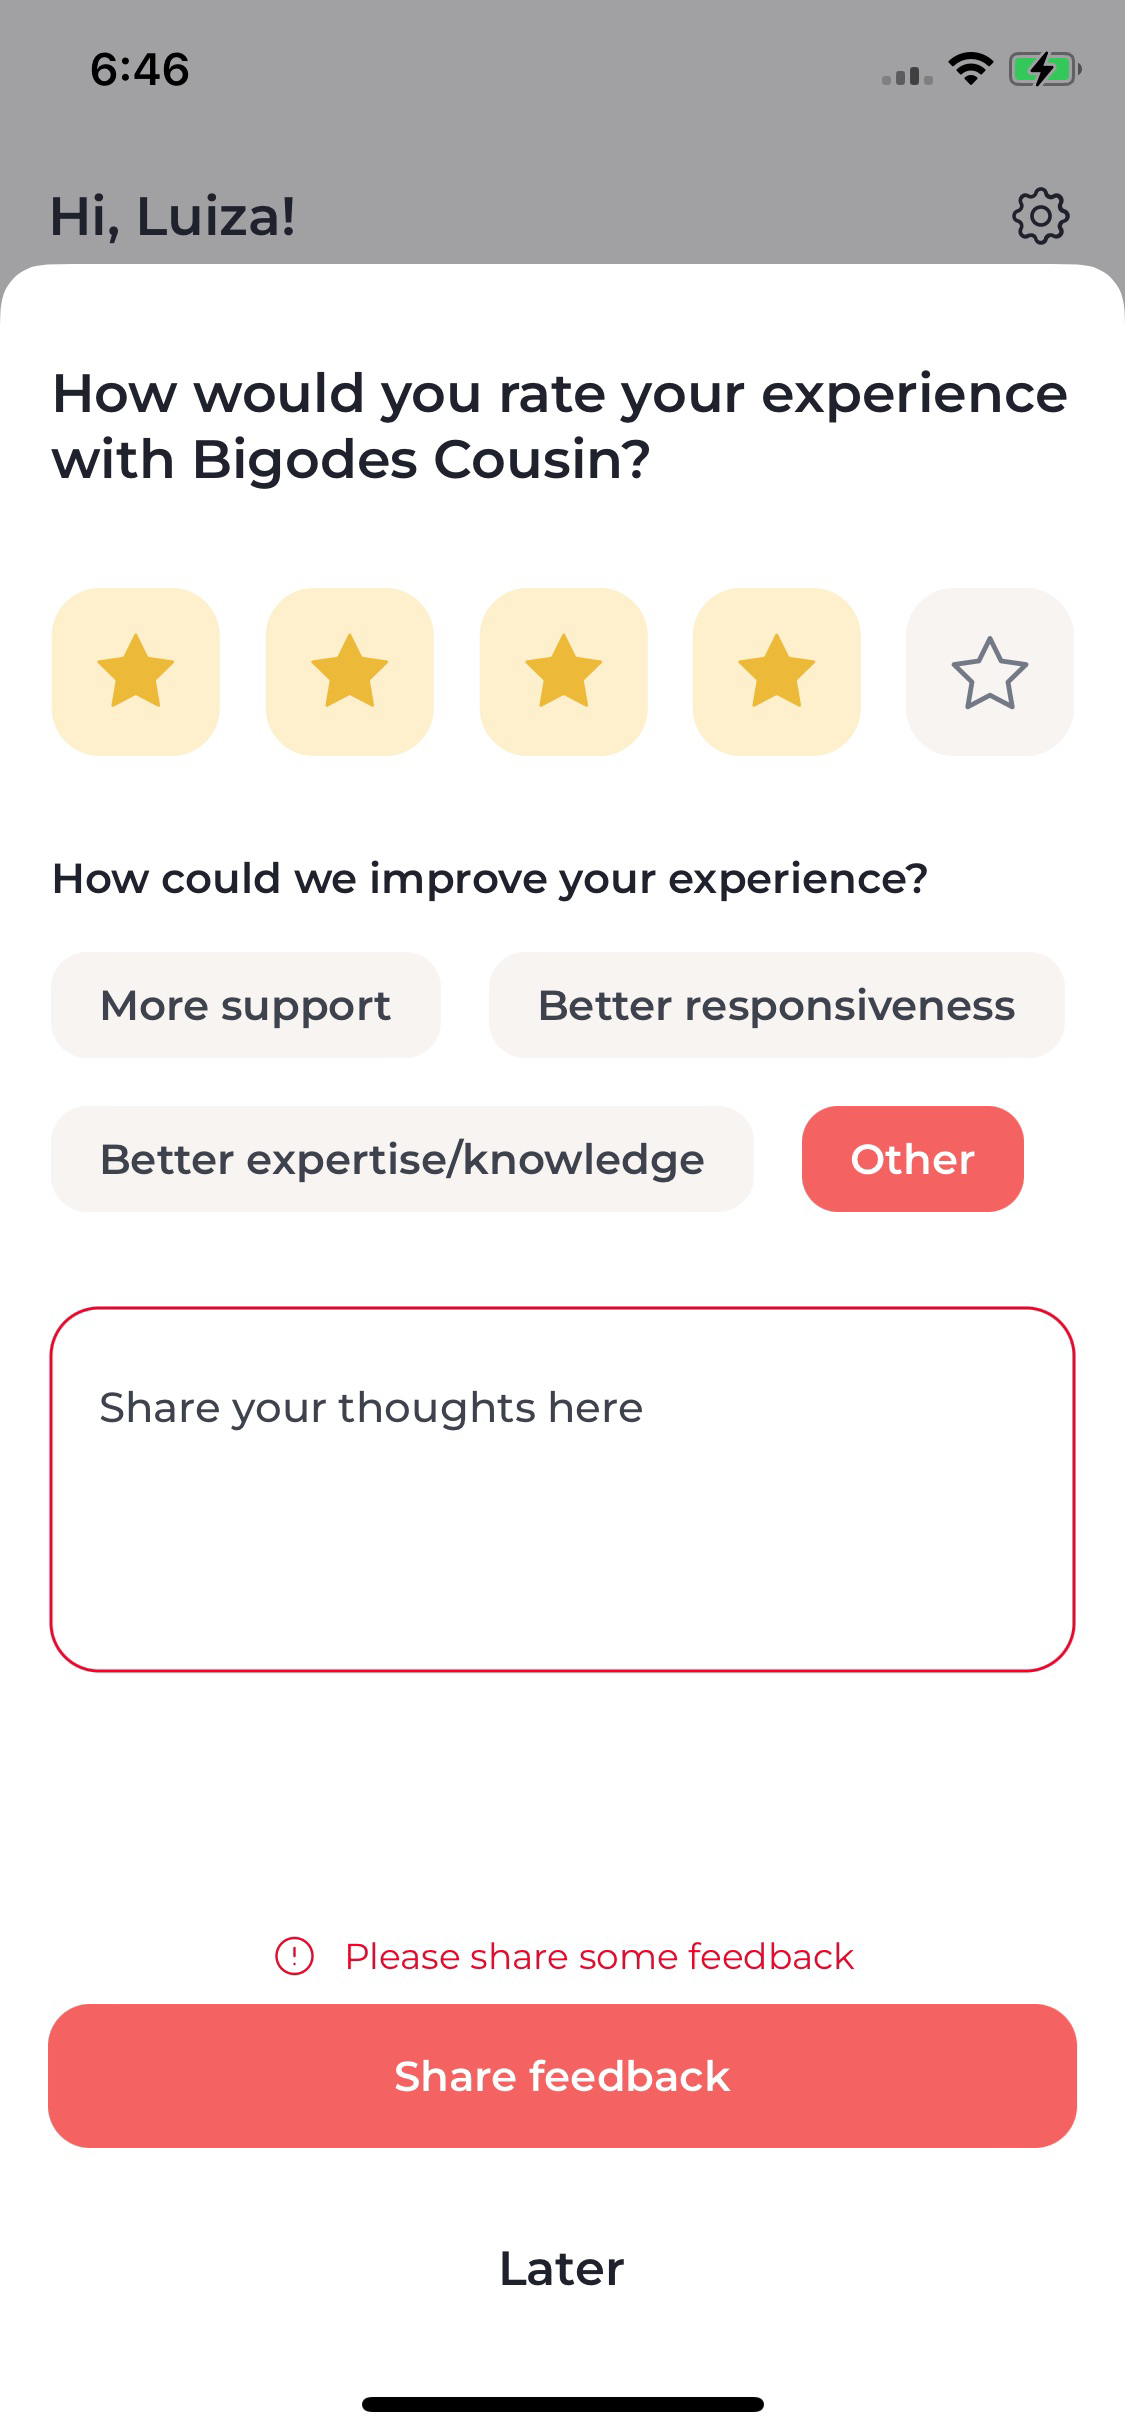 6:46
Hi, Luiza!
How would you rate your experience
with Bigodes Cousin?
How could we improve your experience?
More support
Better responsiveness
Better expertise/knowledge
Other
Share your thoughts here
Please share some feedback
Share feedback
Later